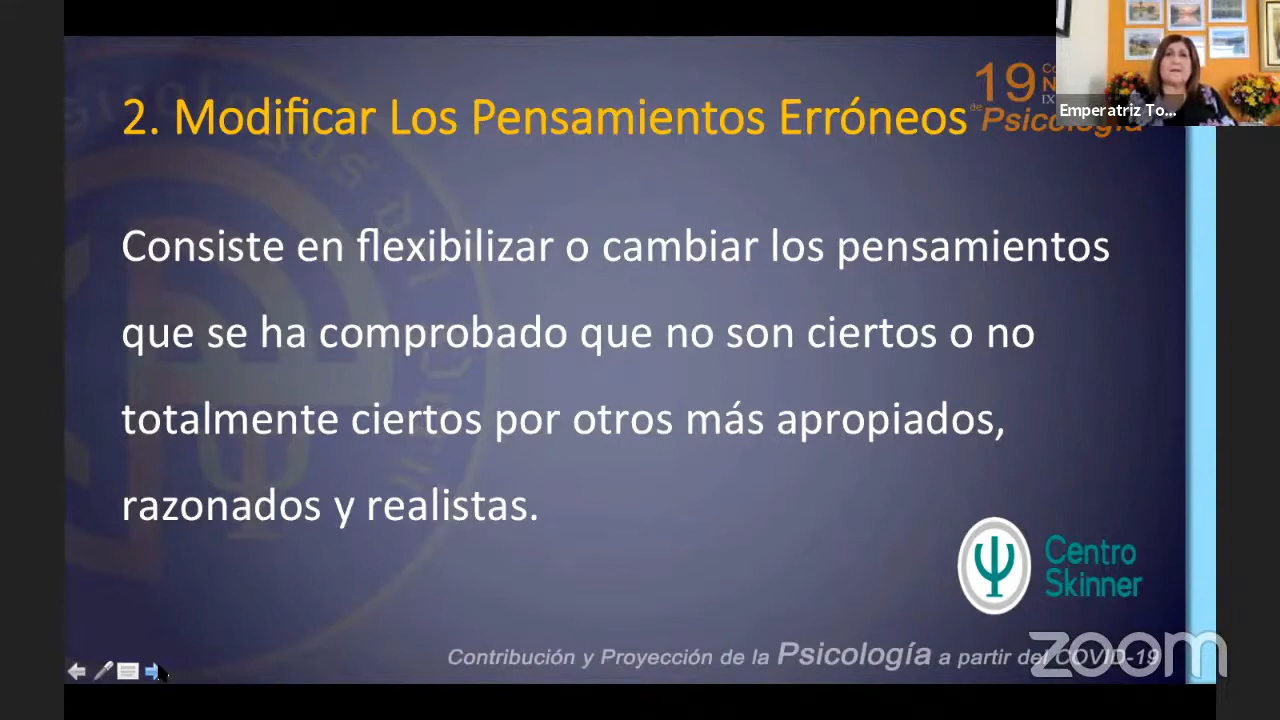 2. Modificar Los Pensamientos Erróneos
19
de Psicología
Emperatriz To...
Consiste en flexibilizar o cambiar los pensamientos
que se ha comprobado que no son ciertos o no
totalmente ciertos por otros más apropiados,
razonados y realistas.
Centro
Skinner
Contribución y Proyección de la Psicología a partir del COVID-19
zoom